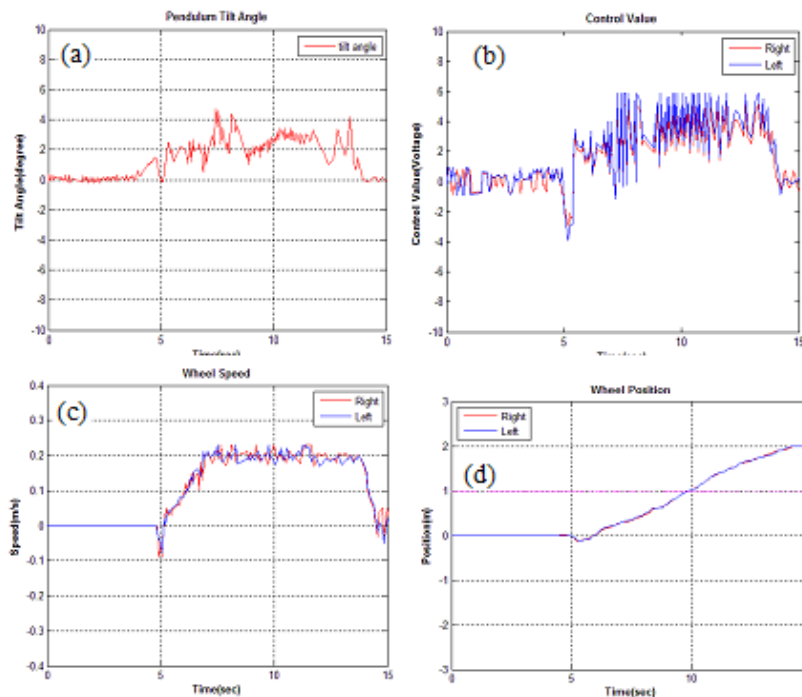 Pendulum Tilt Angle
10
8
6
4
2
0
-2
-4
-6
-8
-10
Tilt Angle(degree)
(a)
tilt angle
0
5
10
15
Time(sec)
Control Value
10
8
6
4
2
0
-2
-4
-6
-8
-10
Control Value(Voltage)
(b)
Right
Left
0
5
10
15
Time(sec)
Wheel Speed
0.4
0.3
0.2
0.1
0
-0.1
-0.2
-0.3
-0.4
Speed(m/s)
(c)
Right
Left
0
5
10
15
Time(sec)
Wheel Position
3
2
1
0
-1
-2
-3
Position(m)
(d)
Right
Left
0
5
10
Time(sec)